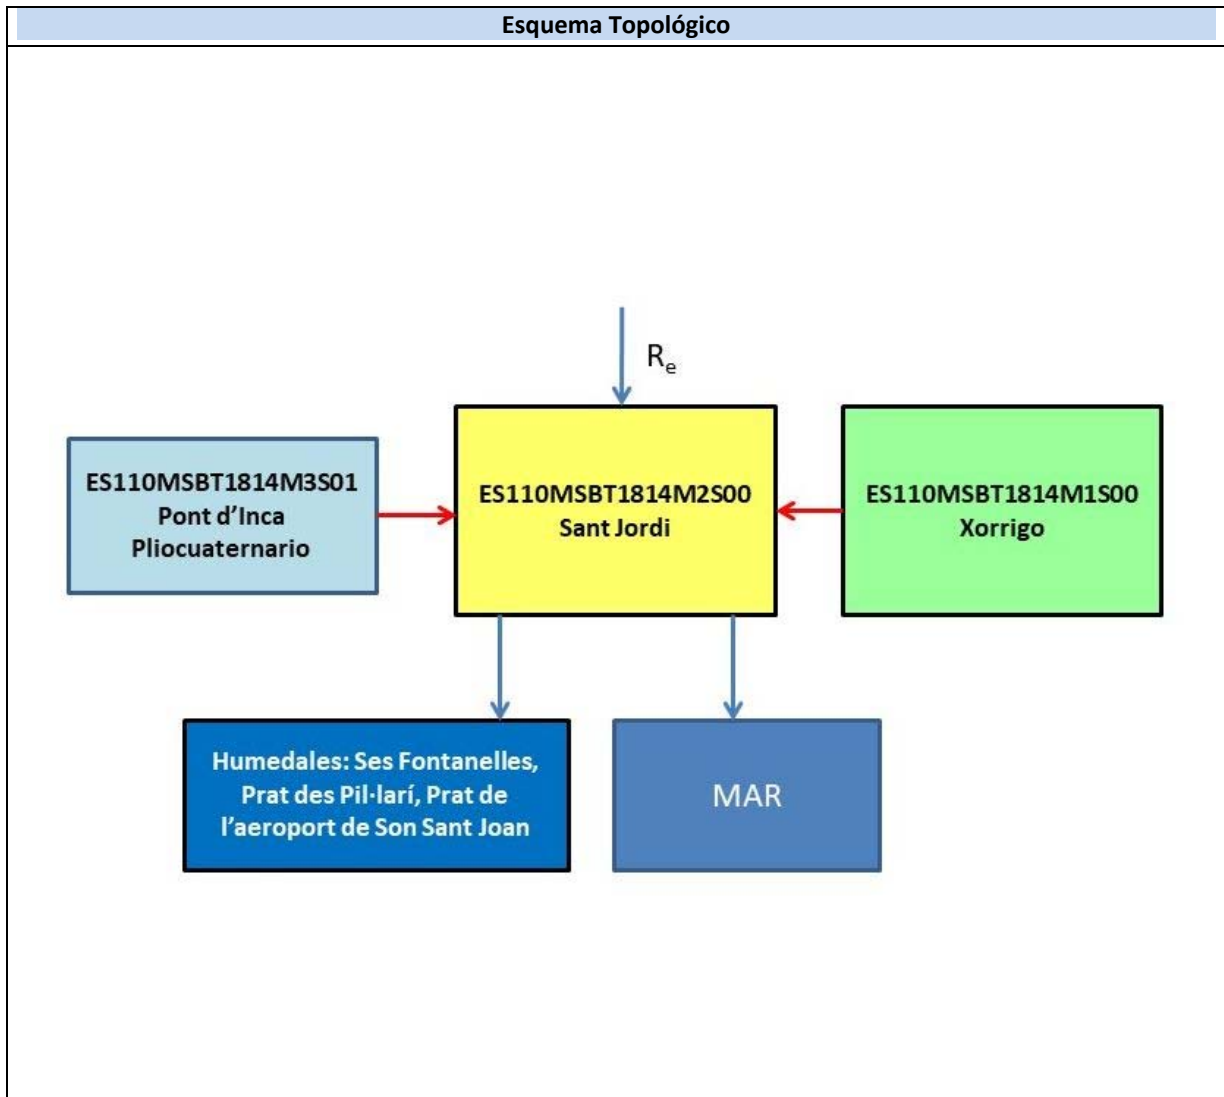 Esquema Topológico
Rₑ
ES110MSBT1814M3S01
Pont d’Inca
Pliocuaternario
ES110MSBT1814M2S00
Sant Jordi
ES110MSBT1814M1S00
Xorrigo
Humedales: Ses Fontanelles,
Prat des Pil·larí, Prat de
l’aeroport de Son Sant Joan
MAR